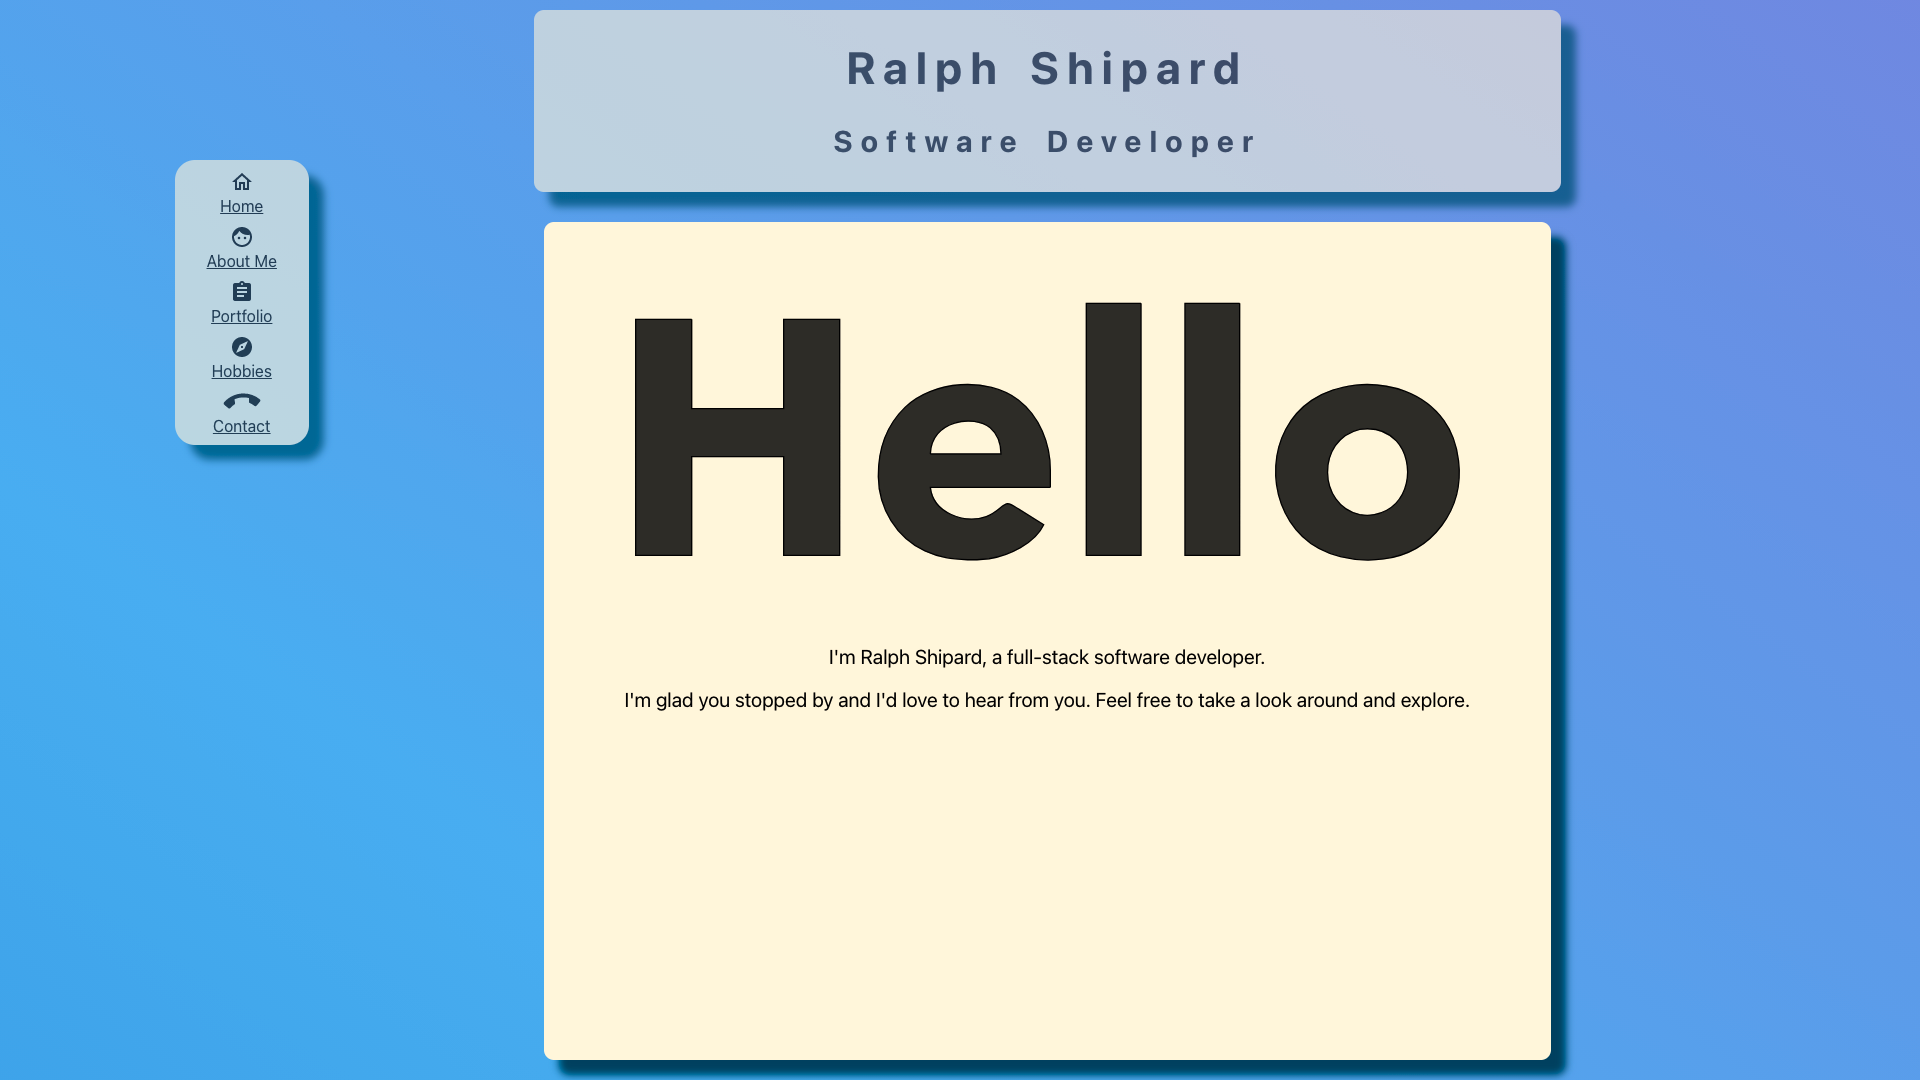 Ralph Shipard
Software Developer
Home
About Me
Portfolio
Hobbies
Contact
Hello
I'm Ralph Shipard, a full-stack software developer.
I'm glad you stopped by and I'd love to hear from you. Feel free to take a look around and explore.